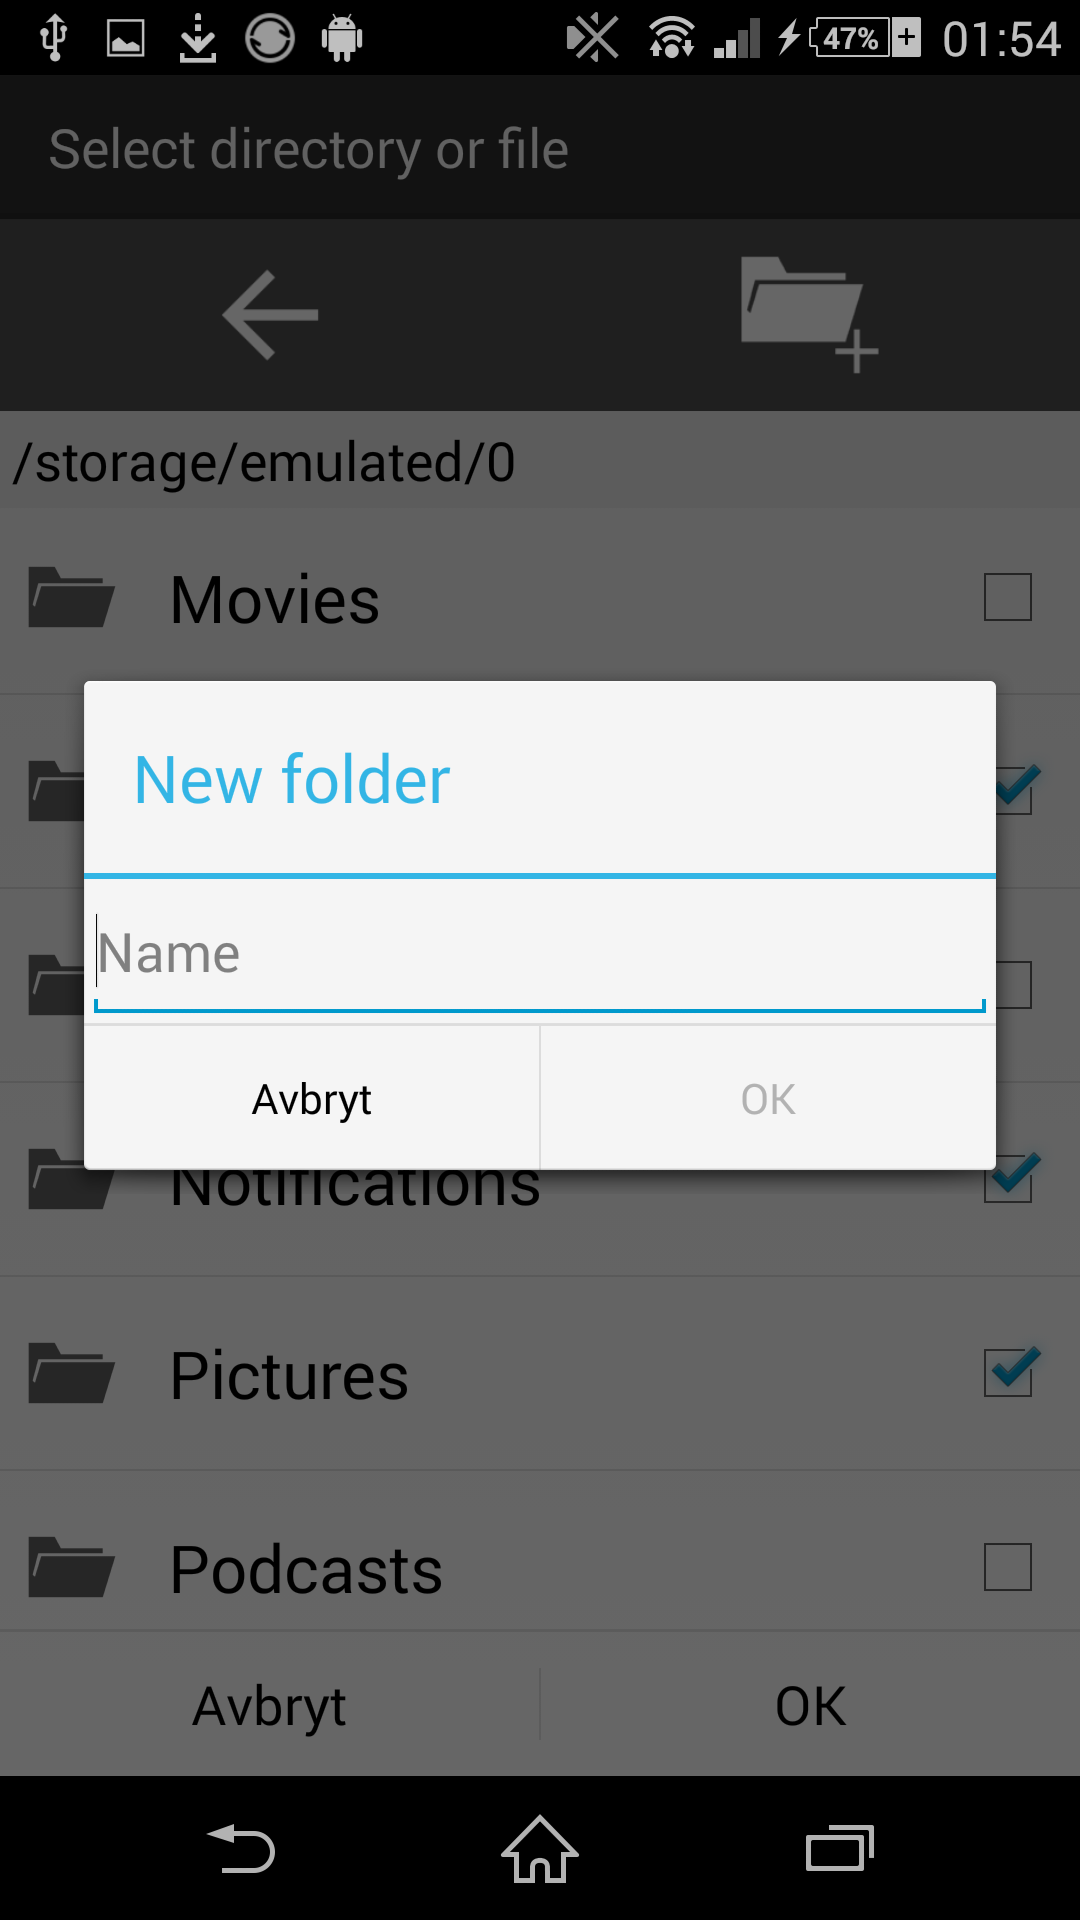 47%
01:54
Select directory or file
/storage/emulated/0
Movies
New folder
Name
Avbryt
OK
Notifications
Pictures
Podcasts
Avbryt
OK